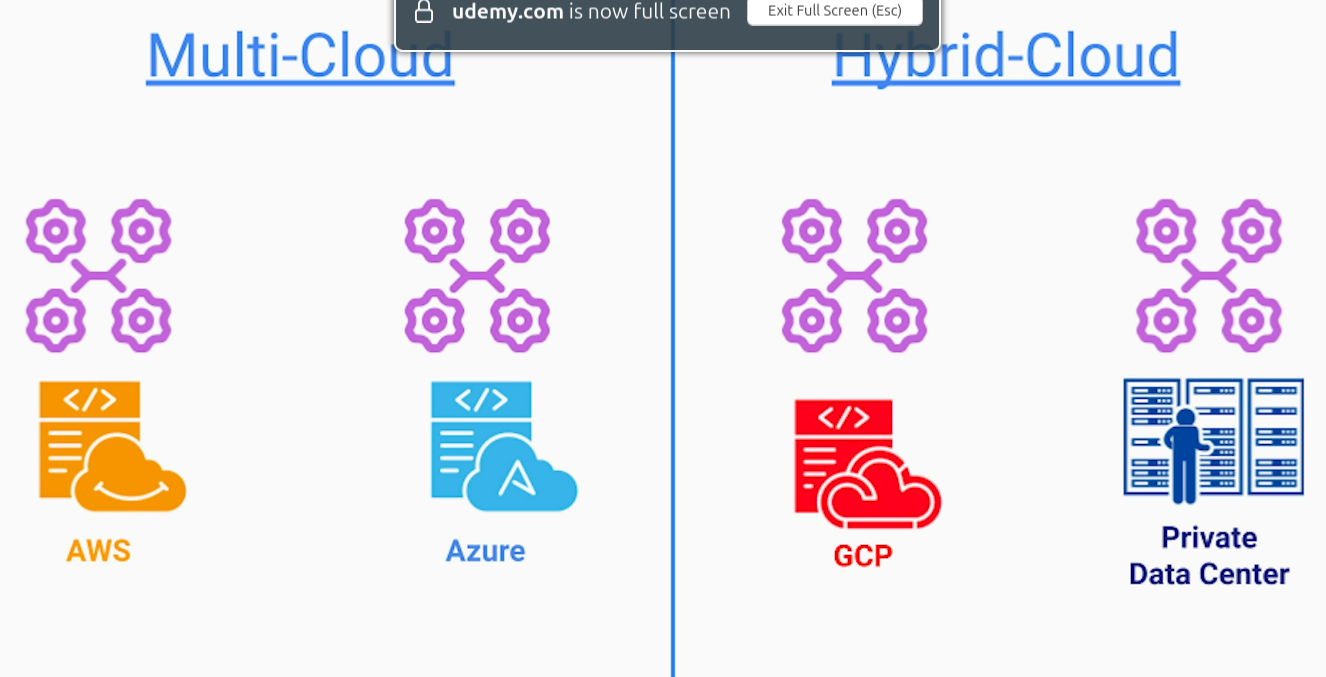 udemy.com is now full screen
Exit Full Screen (Esc)
Multi-Cloud
Hybrid-Cloud
</>
</>
</>
AWS
Azure
GCP
Private
Data Center